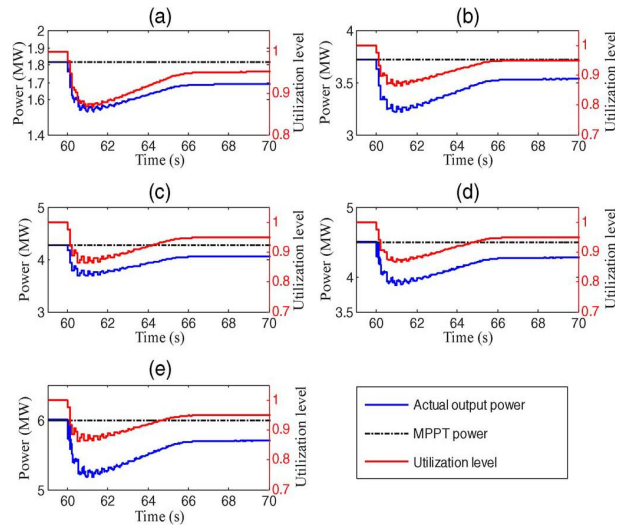 (a)
2
1.9
1.8
1.7
1.6
1.4
Power (MW)
1
0.9
0.8
Utilization level
60 62 64 66 68 70
Time (s)
(b)
4
3.5
3
Power (MW)
1
0.9
0.8
0.7
Utilization level
60 62 64 66 68 70
Time (s)
(c)
5
4
3
Power (MW)
1
0.9
0.8
0.7
Utilization level
60 62 64 66 68 70
Time (s)
(d)
5
4
3.5
Power (MW)
1
0.9
0.8
0.7
Utilization level
60 62 64 66 68 70
Time (s)
(e)
6
5
Power (MW)
1
0.9
0.8
0.7
Utilization level
60 62 64 66 68 70
Time (s)
Actual output power
MPPT power
Utilization level